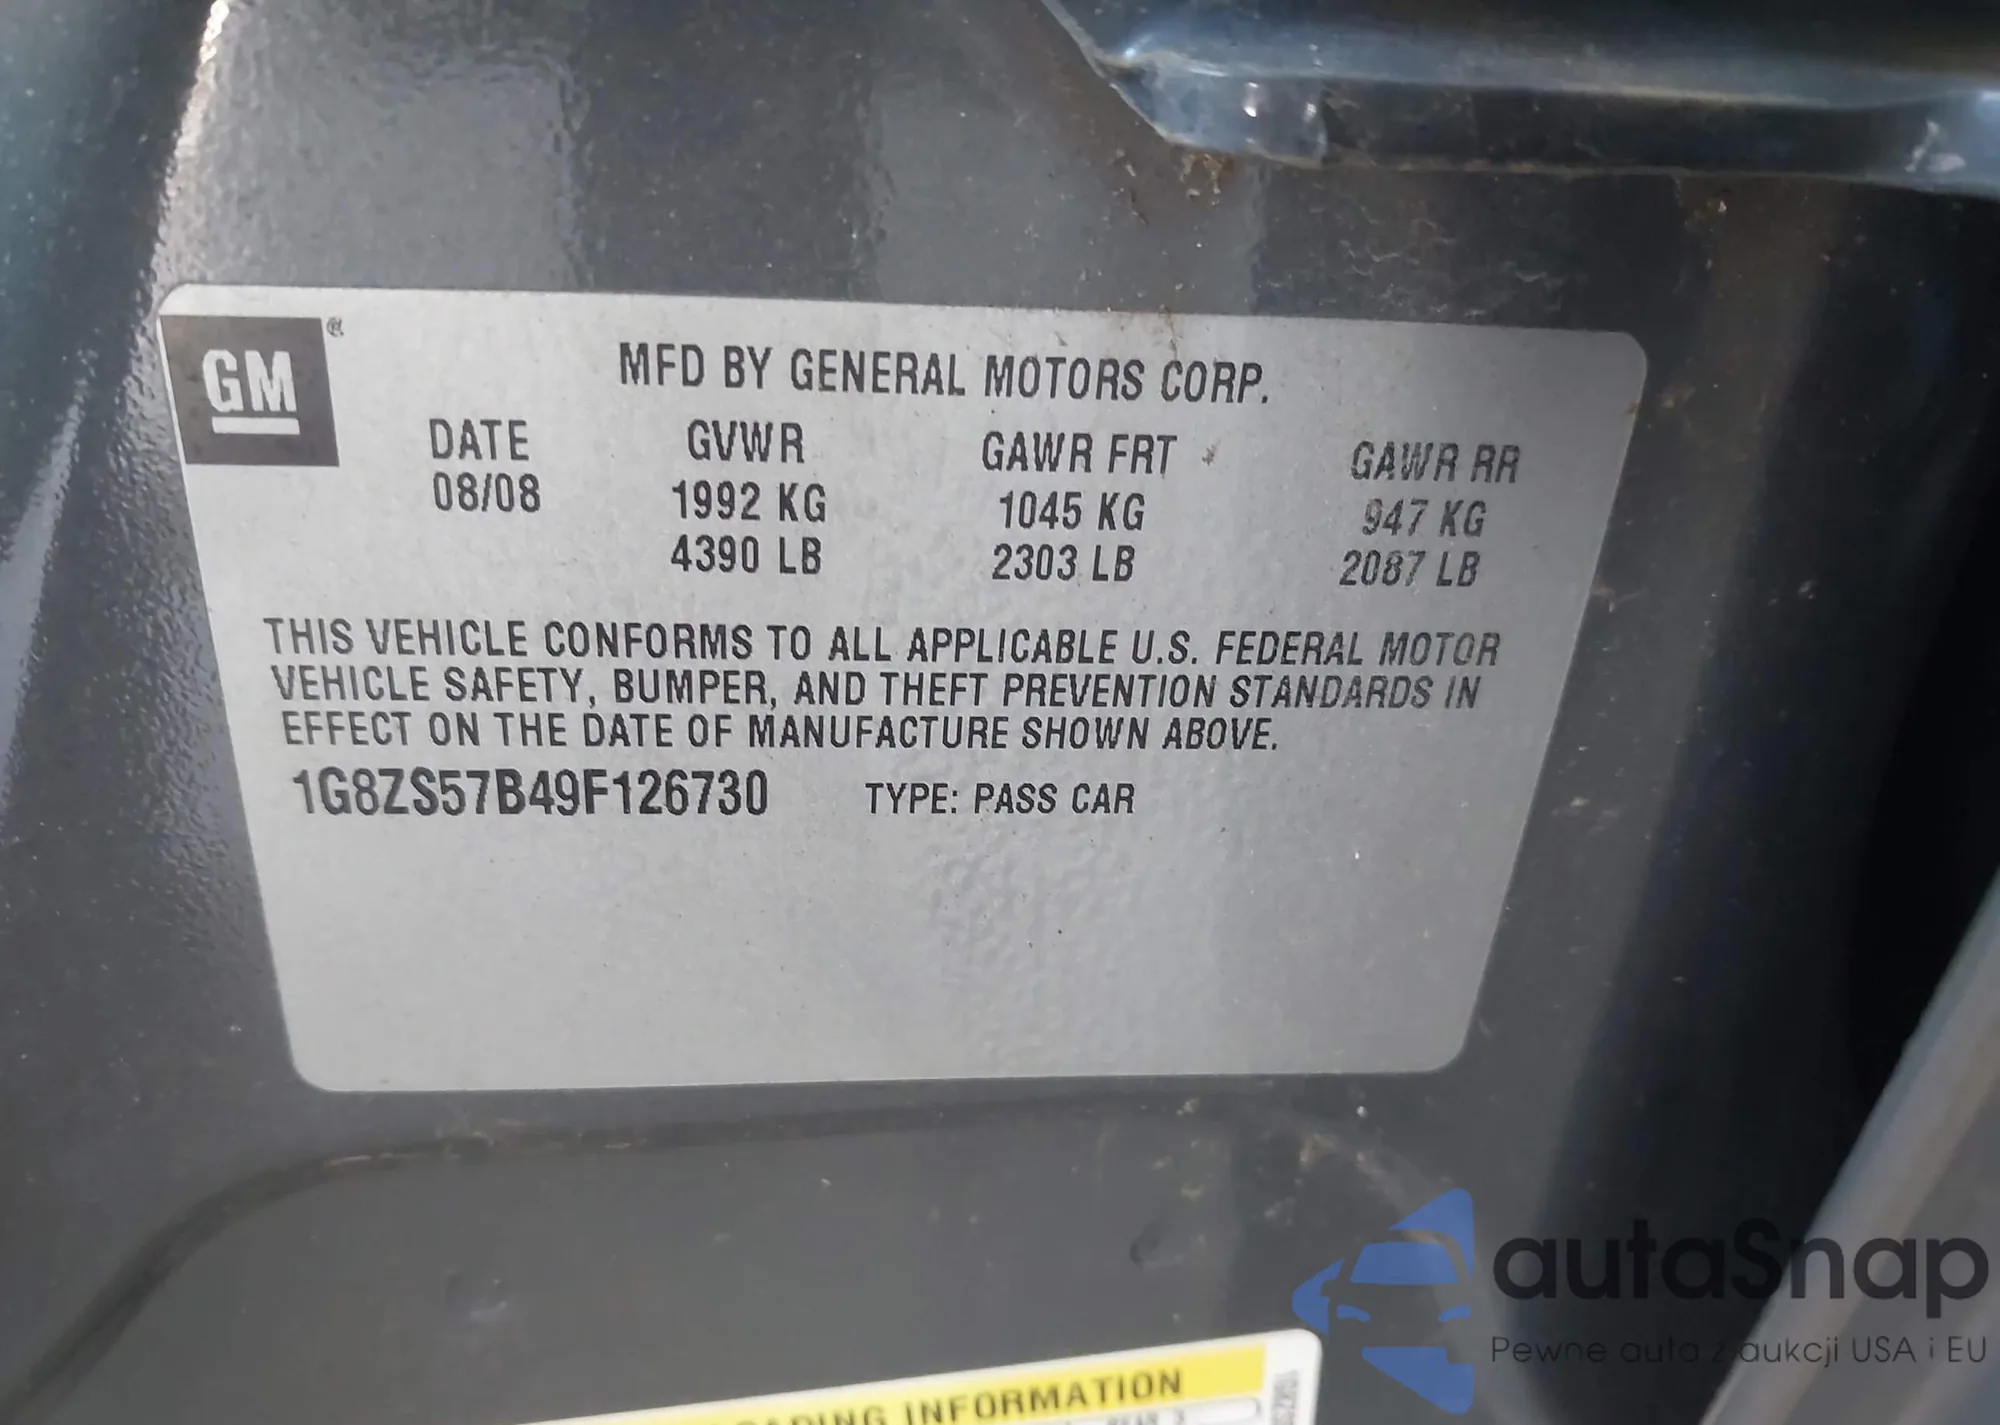 GM
MFD BY GENERAL MOTORS CORP.
DATE GVWR GAWR FRT GAWR RR
08/08 1992 KG 1045 KG 947 KG
4390 LB 2303 LB 2087 LB
THIS VEHICLE CONFORMS TO ALL APPLICABLE U.S. FEDERAL MOTOR
VEHICLE SAFETY, BUMPER, AND THEFT PREVENTION STANDARDS IN
EFFECT ON THE DATE OF MANUFACTURE SHOWN ABOVE.
1G8ZS57B49F126730 TYPE: PASS CAR
autaSnap
Pewne auta z aukcji USA i EU
INFORMATION